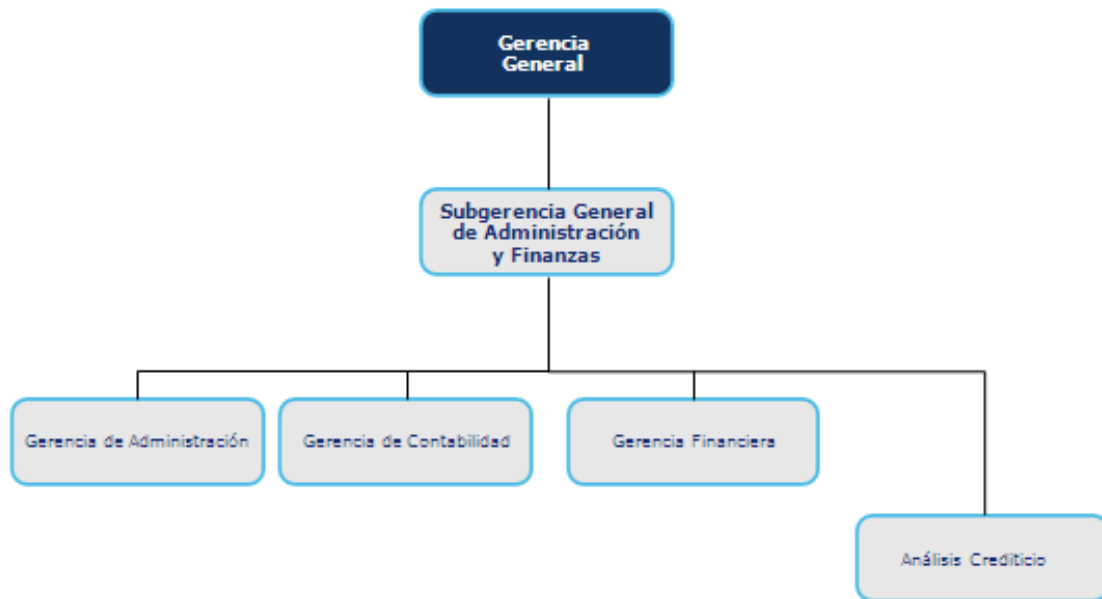 Gerencia
General
Subgerencia General
de Administración
y Finanzas
Gerencia de Administración
Gerencia de Contabilidad
Gerencia Financiera
Análisis Crediticio